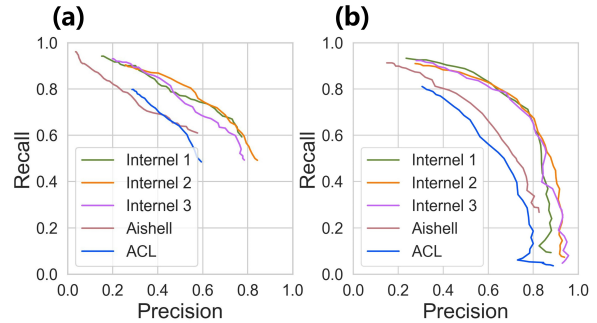 (a)
(b)
Recall
1.0
0.8
0.6
0.4
0.2
0.0
Internel 1
Internel 2
Internel 3
Aishell
ACL
0.0 0.2 0.4 0.6 0.8 1.0
Precision
Recall
1.0
0.8
0.6
0.4
0.2
0.0
Internel 1
Internel 2
Internel 3
Aishell
ACL
0.0 0.2 0.4 0.6 0.8 1.0
Precision